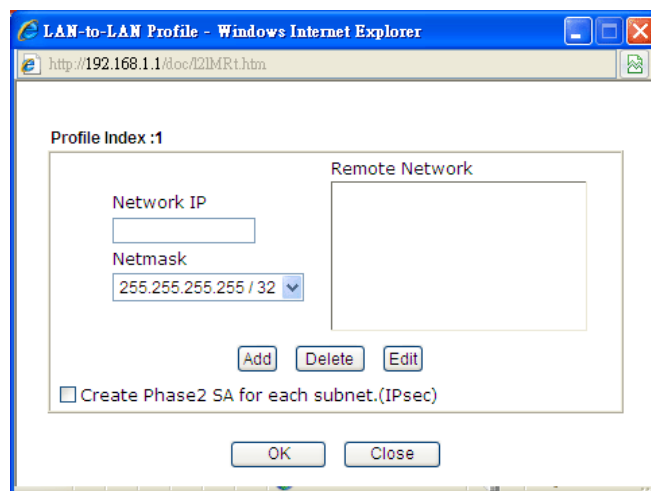 LAN-to-LAN Profile - Windows Internet Explorer
http://192.168.1.1/doc/l2lMRt.htm
Profile Index :1
Remote Network
Network IP
Netmask
255.255.255.255 / 32
Add Delete Edit
Create Phase2 SA for each subnet.(IPsec)
OK Close